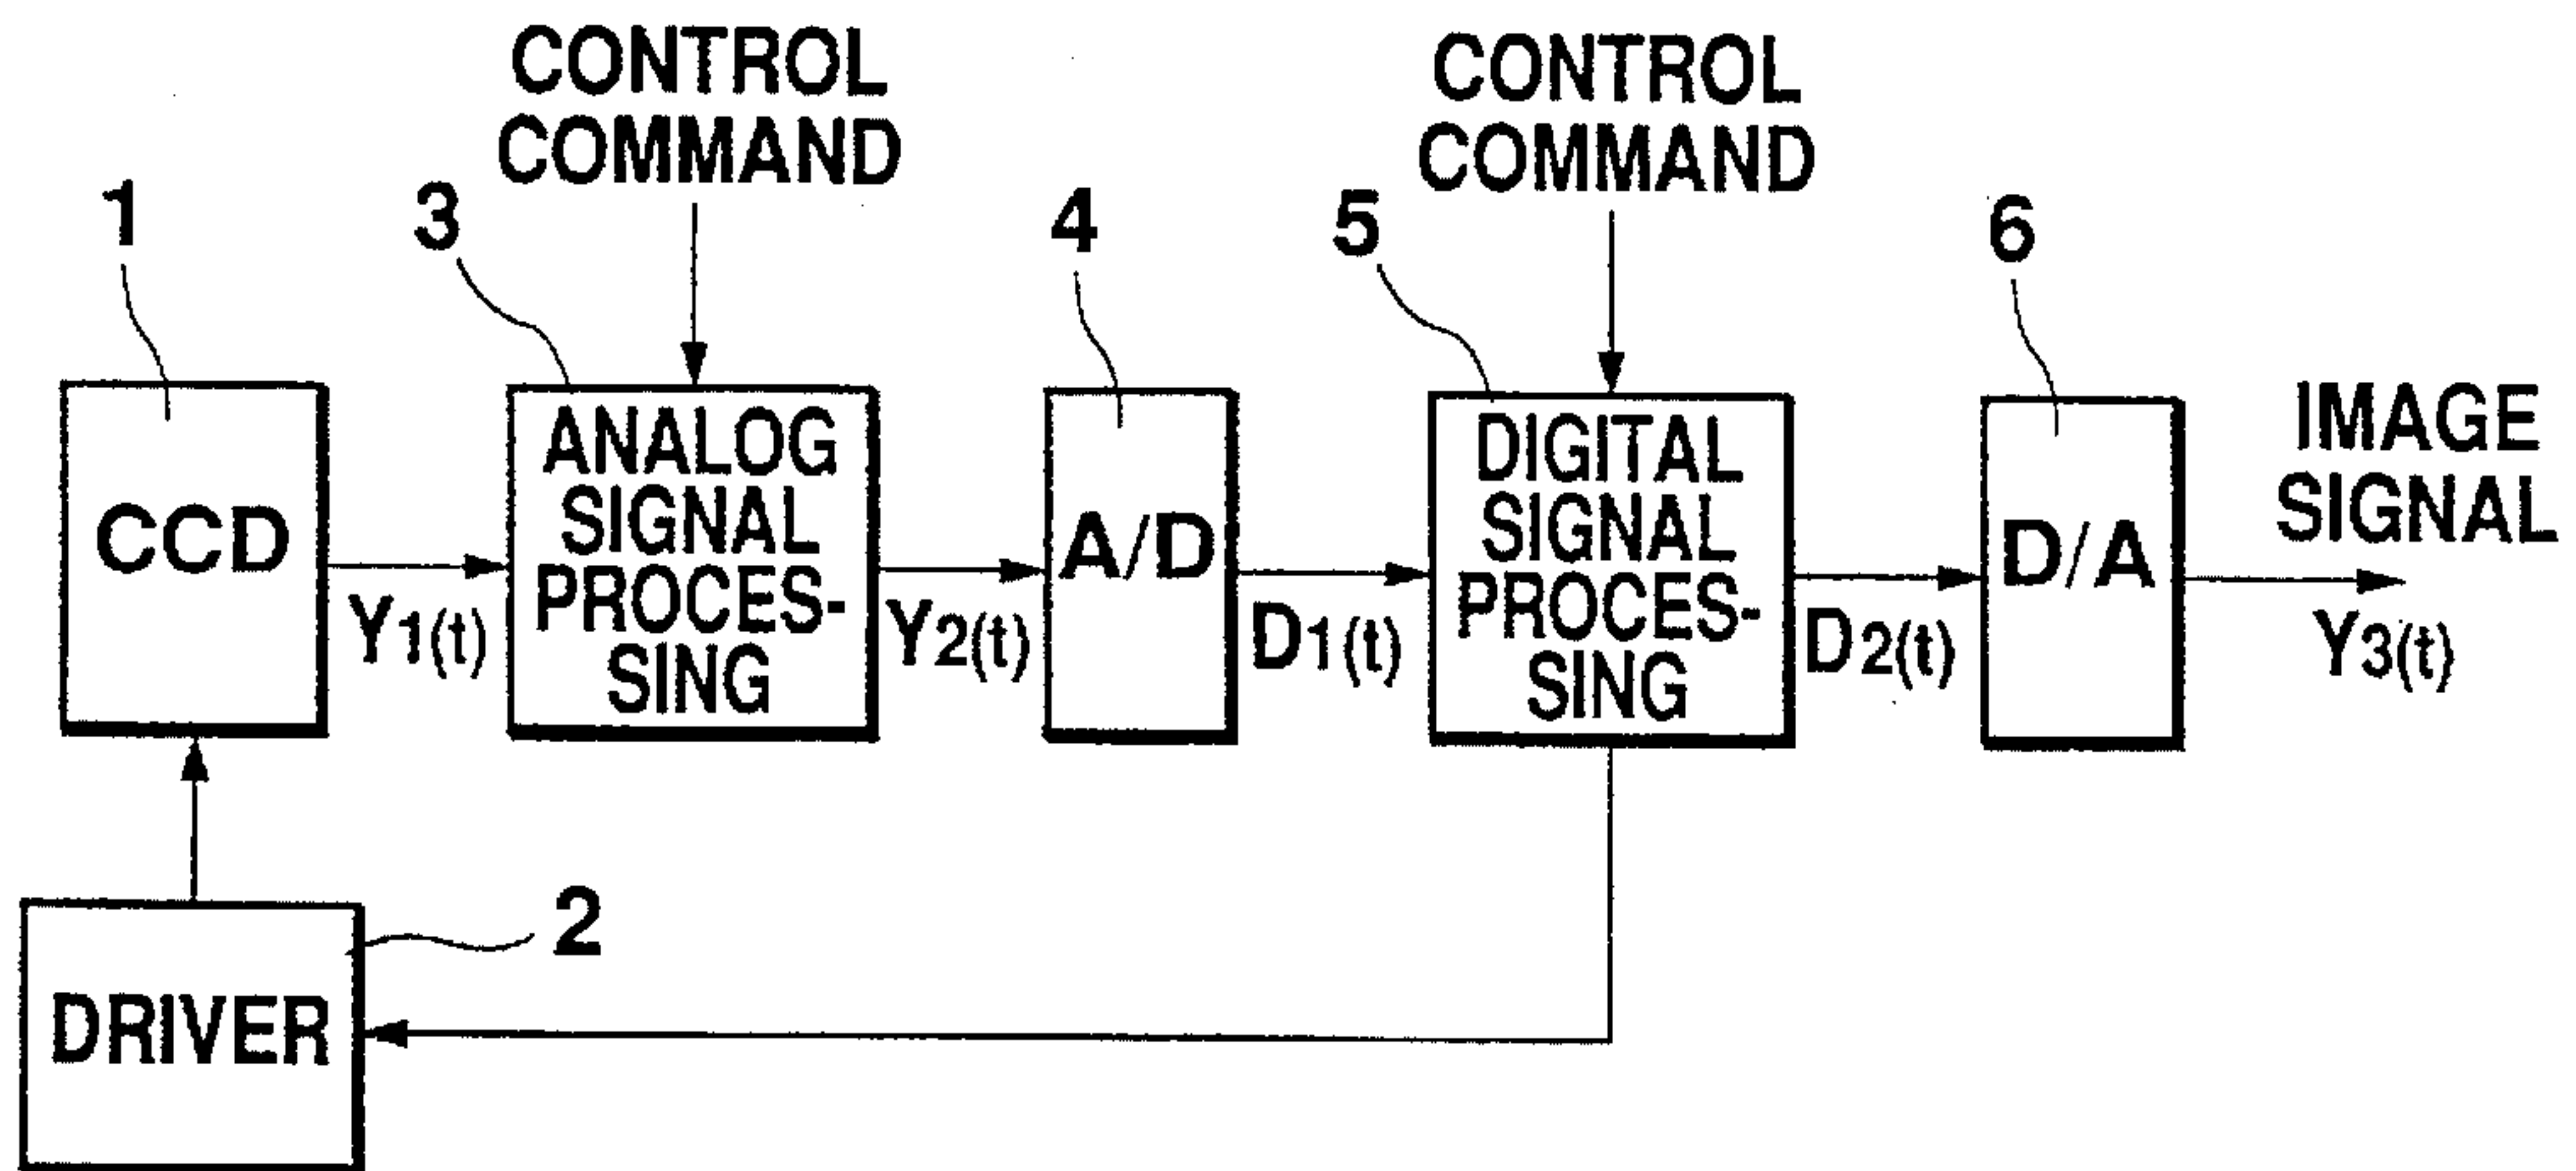 CONTROL
COMMAND
CONTROL
COMMAND
1
3
4
5
6
CCD
ANALOG
SIGNAL
PROCES-
SING
A/D
DIGITAL
SIGNAL
PROCES-
SING
D/A
IMAGE
SIGNAL
Y1(t)
Y2(t)
D1(t)
D2(t)
Y3(t)
2
DRIVER